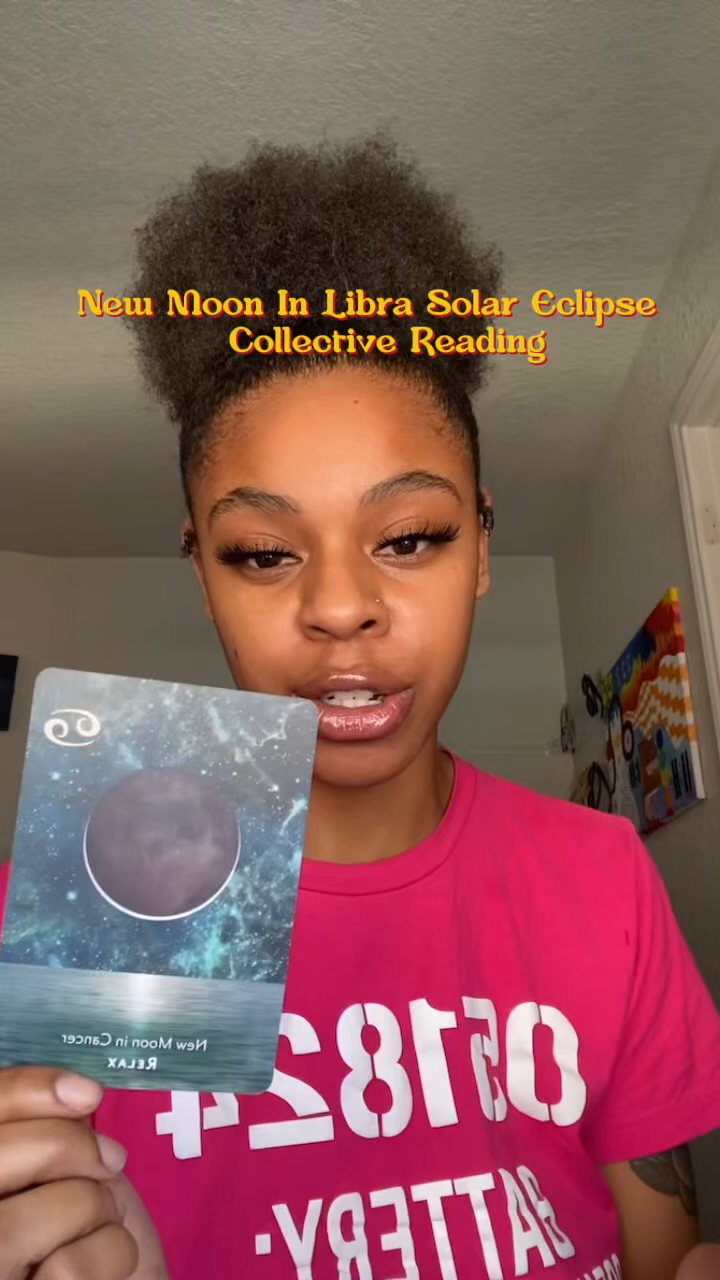 New Moon In Libra Solar Eclipse
Collective Reading
New Moon in Cancer
RELAX
051824
BATTERY·